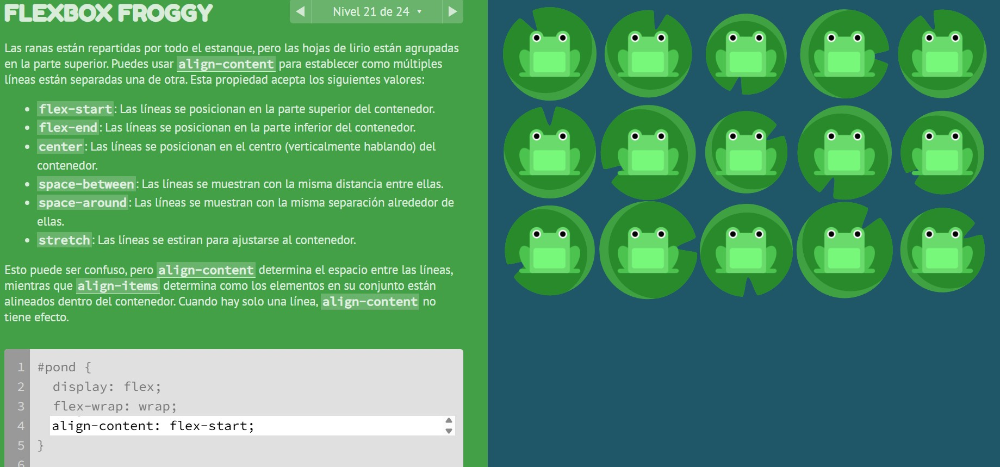 FLEXBOX FROGGY
Nivel 21 de 24
Las ranas están repartidas por todo el estanque, pero las hojas de lirio están agrupadas
en la parte superior. Puedes usar align-content para establecer como múltiples
líneas están separadas una de otra. Esta propiedad acepta los siguientes valores:
flex-start: Las líneas se posicionan en la parte superior del contenedor.
flex-end: Las líneas se posicionan en la parte inferior del contenedor.
center: Las líneas se posicionan en el centro (verticalmente hablando) del
contenedor.
space-between: Las líneas se muestran con la misma distancia entre ellas.
space-around: Las líneas se muestran con la misma separación alrededor de
ellas.
stretch: Las líneas se estiran para ajustarse al contenedor.
Esto puede ser confuso, pero align-content determina el espacio entre las líneas,
mientras que align-items determina como los elementos en su conjunto están
alineados dentro del contenedor. Cuando hay solo una línea, align-content no
tiene efecto.
1 #pond {
2 display: flex;
3 flex-wrap: wrap;
4 align-content: flex-start;
5 }
6